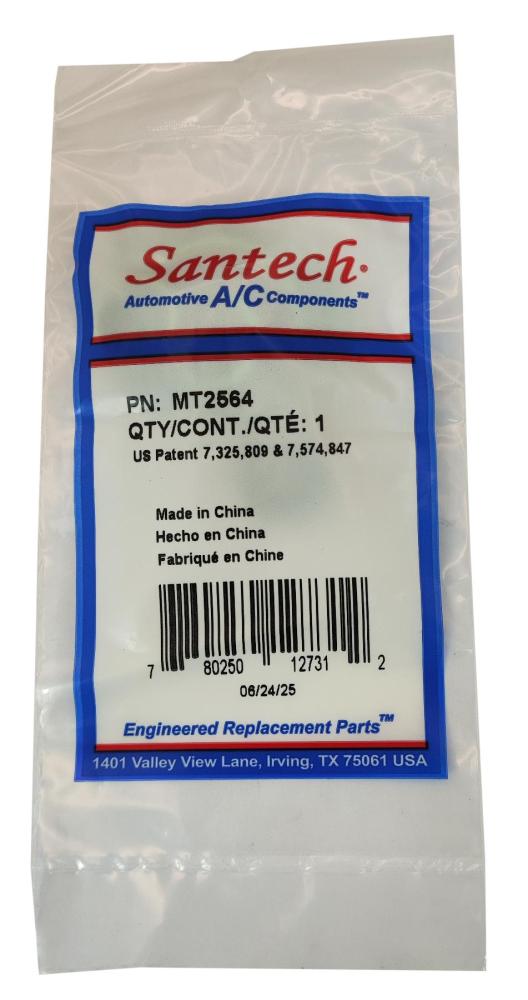 Santech
Automotive A/C Components™
PN: MT2564
QTY/CONT./QTÉ: 1
US Patent 7,325,809 & 7,574,847
Made in China
Hecho en China
Fabriqué en Chine
7 80250 12731 2
06/24/25
Engineered Replacement Parts™
1401 Valley View Lane, Irving, TX 75061 USA